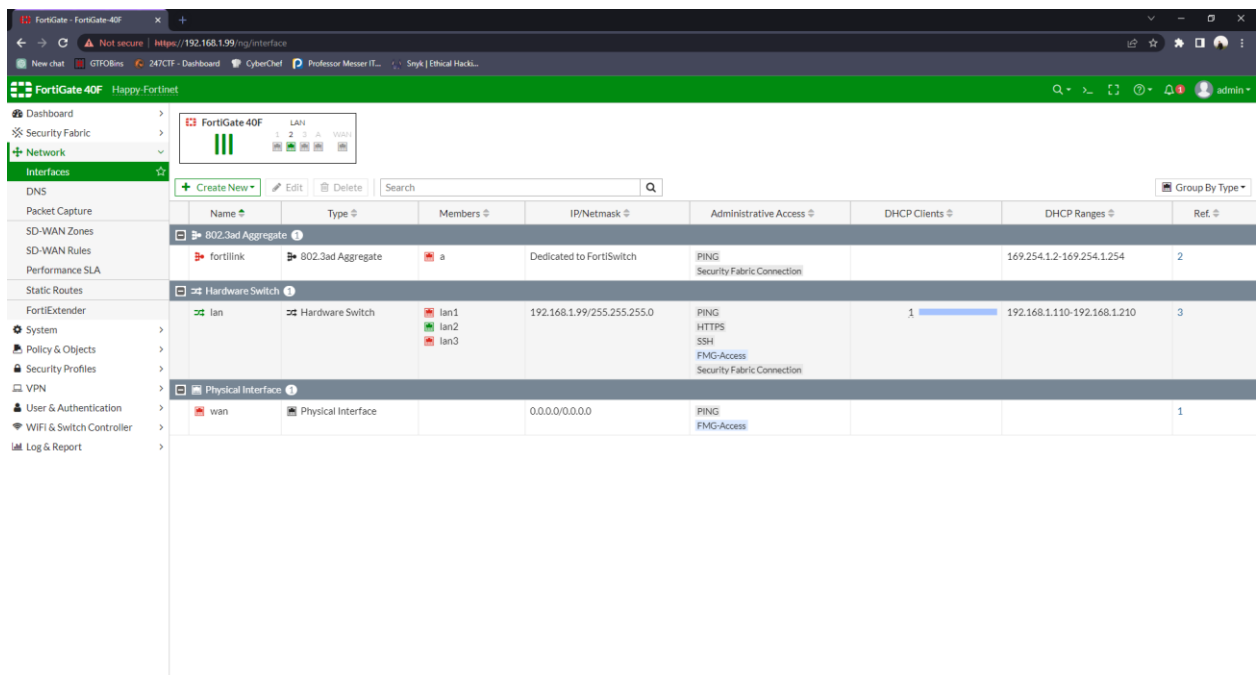 FortiGate - FortiGate-40F
Not secure | https://192.168.1.99/ng/interface
New chat GTFOBins 247CTF - Dashboard CyberChef Professor Messer IT... Snyk | Ethical Hacki...
FortiGate 40F Happy-Fortinet admin
Dashboard
Security Fabric
Network
Interfaces
DNS
Packet Capture
SD-WAN Zones
SD-WAN Rules
Performance SLA
Static Routes
FortiExtender
System
Policy & Objects
Security Profiles
VPN
User & Authentication
WiFi & Switch Controller
Log & Report
FortiGate 40F LAN
1 2 3 A WAN
Create New Edit Delete Search Group By Type
Name Type Members IP/Netmask Administrative Access DHCP Clients DHCP Ranges Ref.
802.3ad Aggregate 1
fortilink 802.3ad Aggregate a Dedicated to FortiSwitch PING 169.254.1.2-169.254.1.254 2
Security Fabric Connection
Hardware Switch 1
lan Hardware Switch lan1 192.168.1.99/255.255.255.0 PING 1 192.168.1.110-192.168.1.210 3
lan2 HTTPS
lan3 SSH
FMG-Access
Security Fabric Connection
Physical Interface 1
wan Physical Interface 0.0.0.0/0.0.0.0 PING 1
FMG-Access